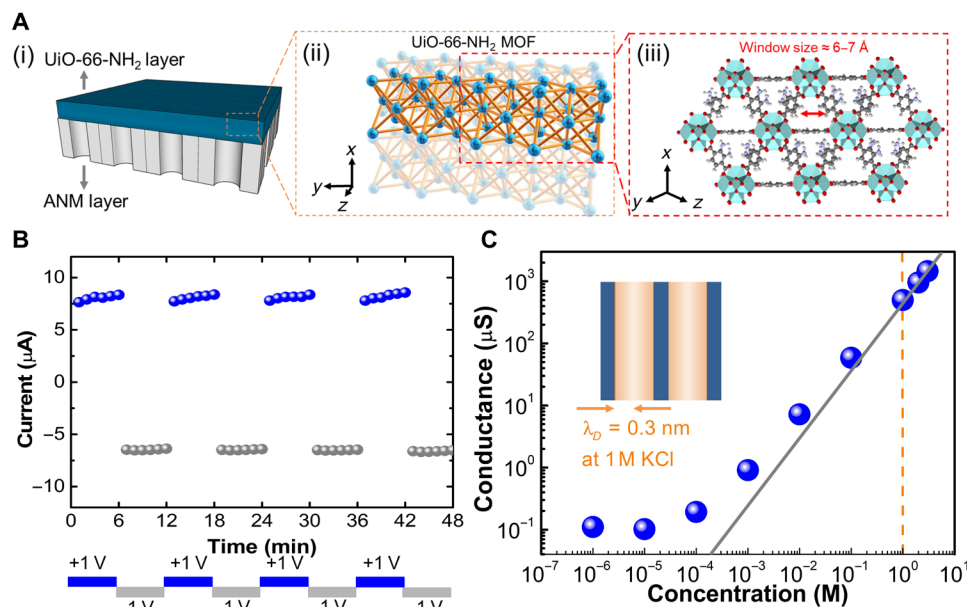 A
(i)
UiO-66-NH₂ layer
ANM layer
(ii)
UiO-66-NH₂ MOF
x
y
z
(iii)
Window size ≈ 6–7 Å
x
y
z
B
Current (μA)
10
5
0
−5
−10
0 6 12 18 24 30 36 42 48
Time (min)
+1 V +1 V +1 V +1 V
C
Conductance (μS)
10³
10²
10¹
10⁰
10⁻¹
λ_D = 0.3 nm
at 1M KCl
10⁻⁷ 10⁻⁶ 10⁻⁵ 10⁻⁴ 10⁻³ 10⁻² 10⁻¹ 10⁰ 10¹
Concentration (M)